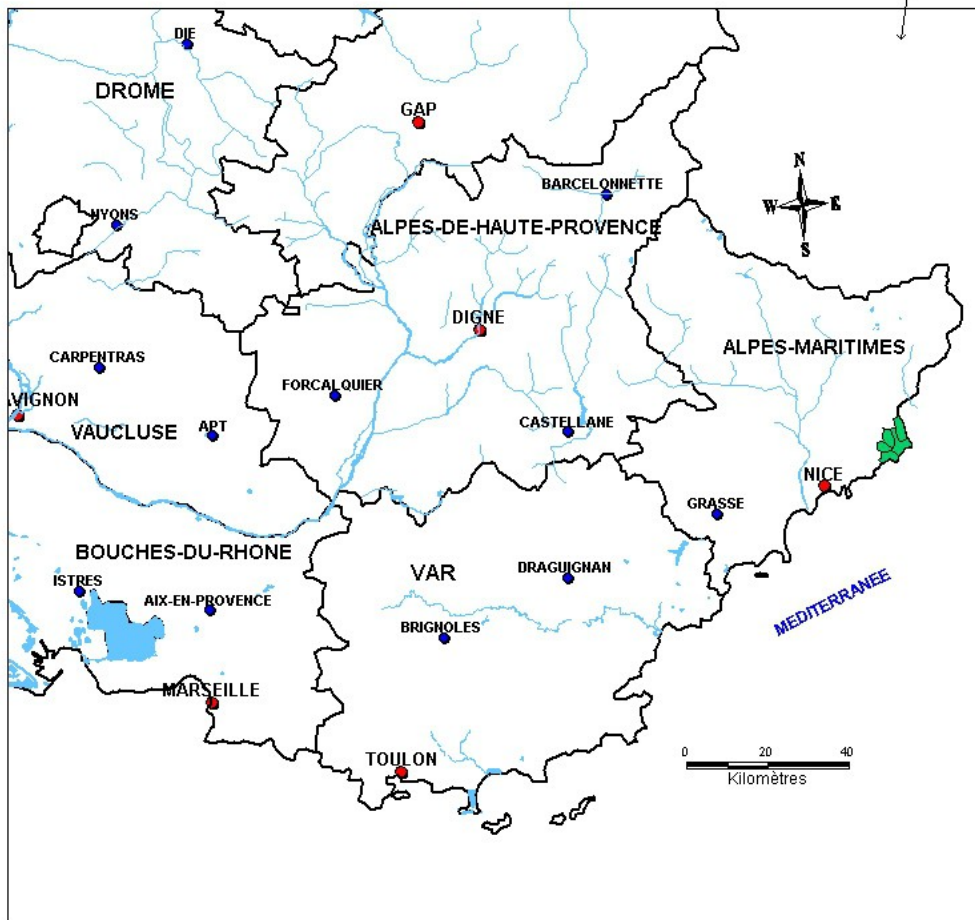 DIE
DROME
GAP
BARCELONNETTE
N
W
E
S
NYONS
ALPES-DE-HAUTE-PROVENCE
DIGNE
ALPES-MARITIMES
CARPENTRAS
FORCALQUIER
AVIGNON
VAUCLUSE
APT
CASTELLANE
NICE
GRASSE
BOUCHES-DU-RHONE
VAR
DRAGUIGNAN
ISTRES
AIX-EN-PROVENCE
MEDITERRANEE
BRIGNOLES
MARSEILLE
TOULON
0 20 40
Kilomètres